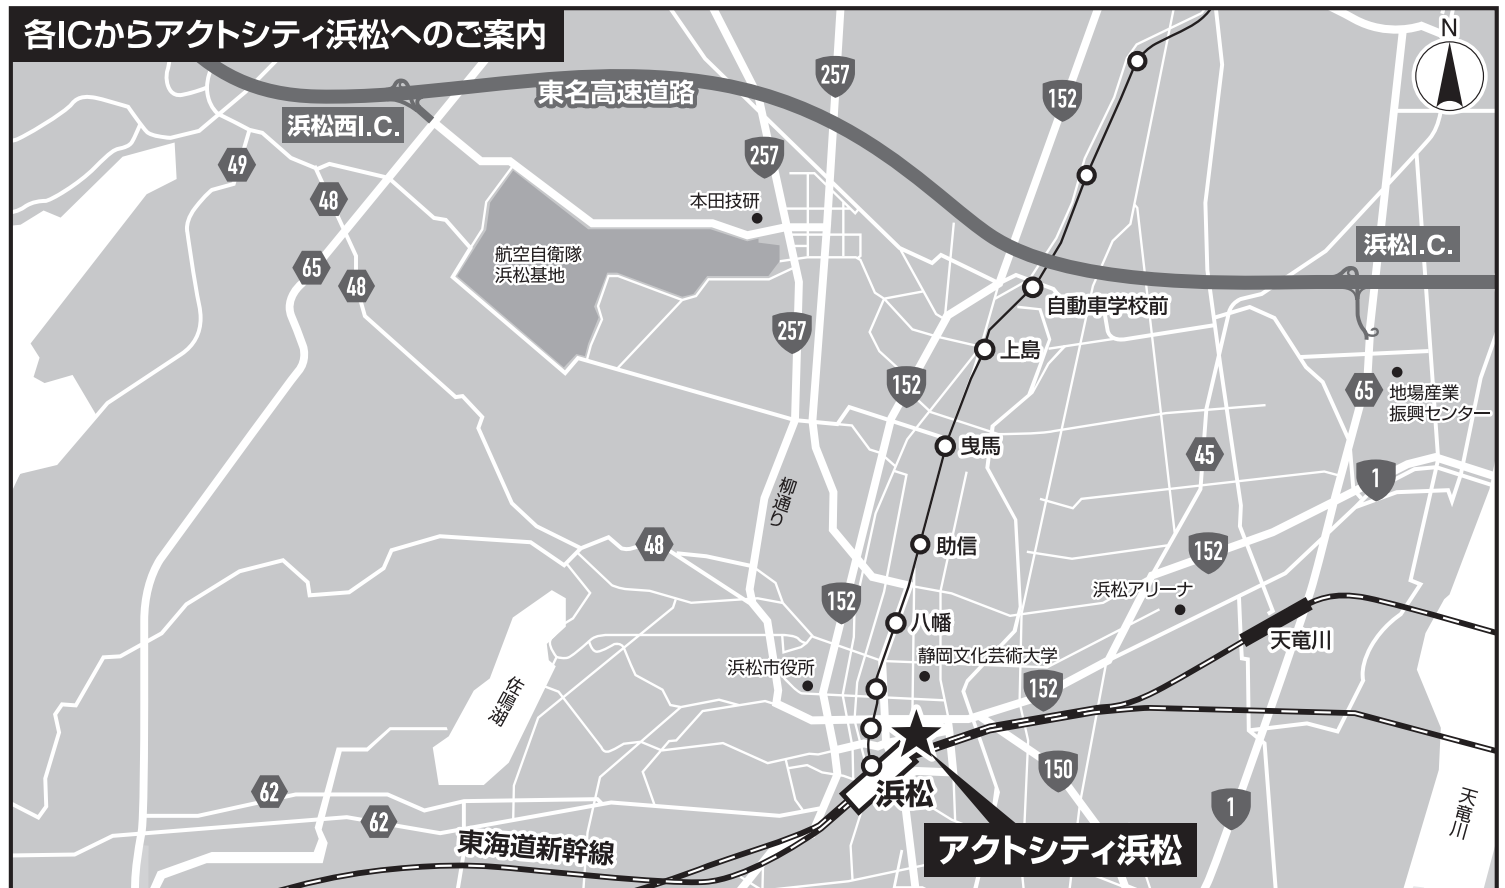 各ICからアクトシティ浜松へのご案内
N
257
152
東名高速道路
浜松西I.C.
49
257
48
本田技研
浜松I.C.
航空自衛隊
浜松基地
65
48
自動車学校前
257
上島
152
65
地場産業
振興センター
曳馬
45
1
柳通り
助信
48
152
浜松アリーナ
152
八幡
天竜川
静岡文化芸術大学
浜松市役所
152
佐鳴湖
150
浜松
62
1
天竜川
62
東海道新幹線
アクトシティ浜松